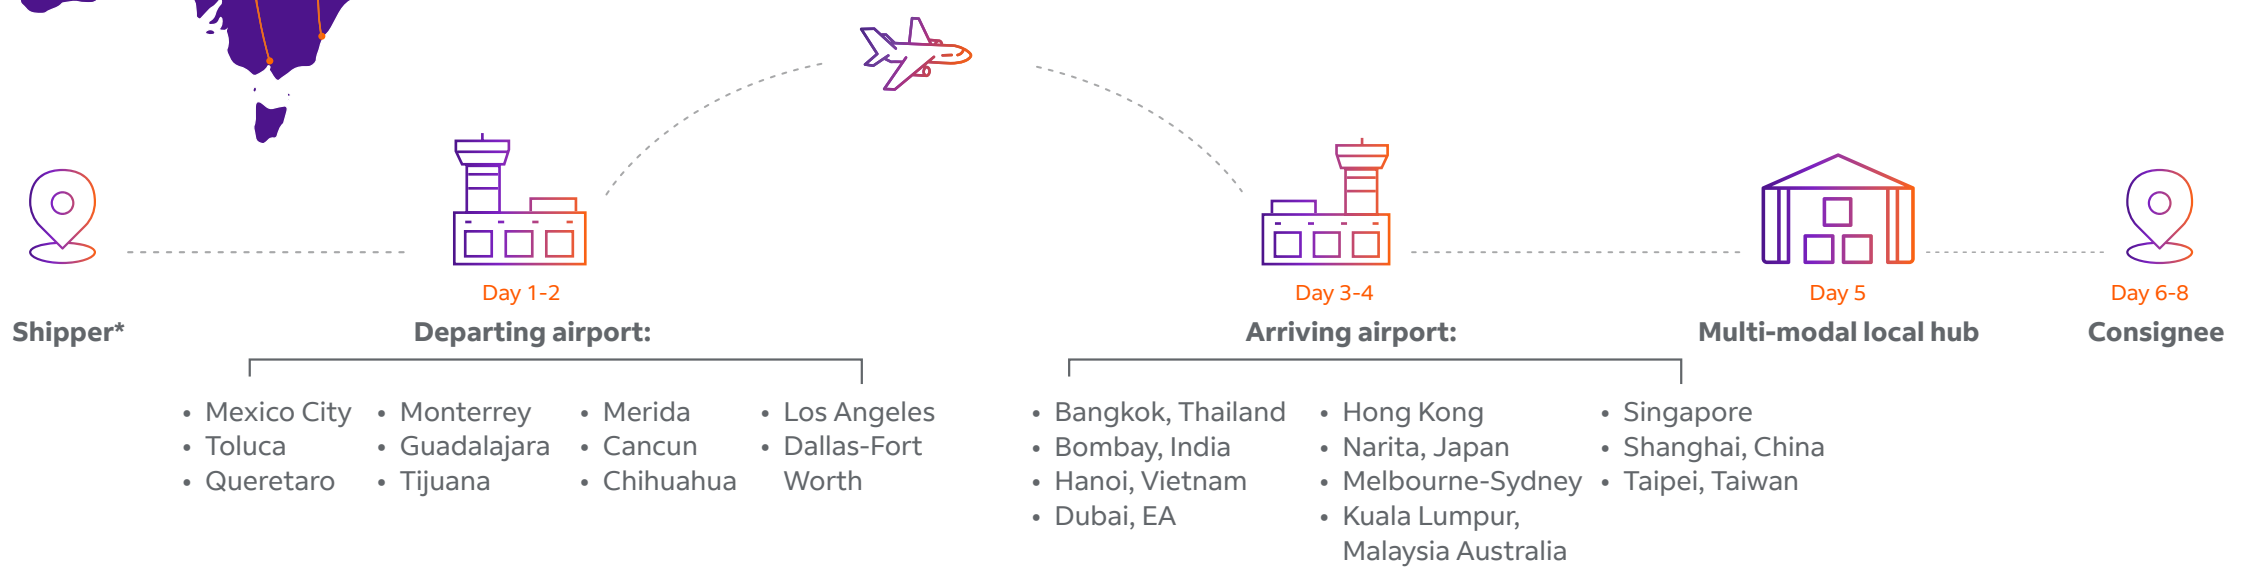 Day 1-2
Day 3-4
Day 5
Day 6-8
Shipper*
Departing airport:
Arriving airport:
Multi-modal local hub
Consignee
• Mexico City
• Toluca
• Queretaro
• Monterrey
• Guadalajara
• Tijuana
• Merida
• Cancun
• Chihuahua
• Los Angeles
• Dallas-Fort
Worth
• Bangkok, Thailand
• Bombay, India
• Hanoi, Vietnam
• Dubai, EA
• Hong Kong
• Narita, Japan
• Melbourne-Sydney
• Kuala Lumpur,
Malaysia Australia
• Singapore
• Shanghai, China
• Taipei, Taiwan